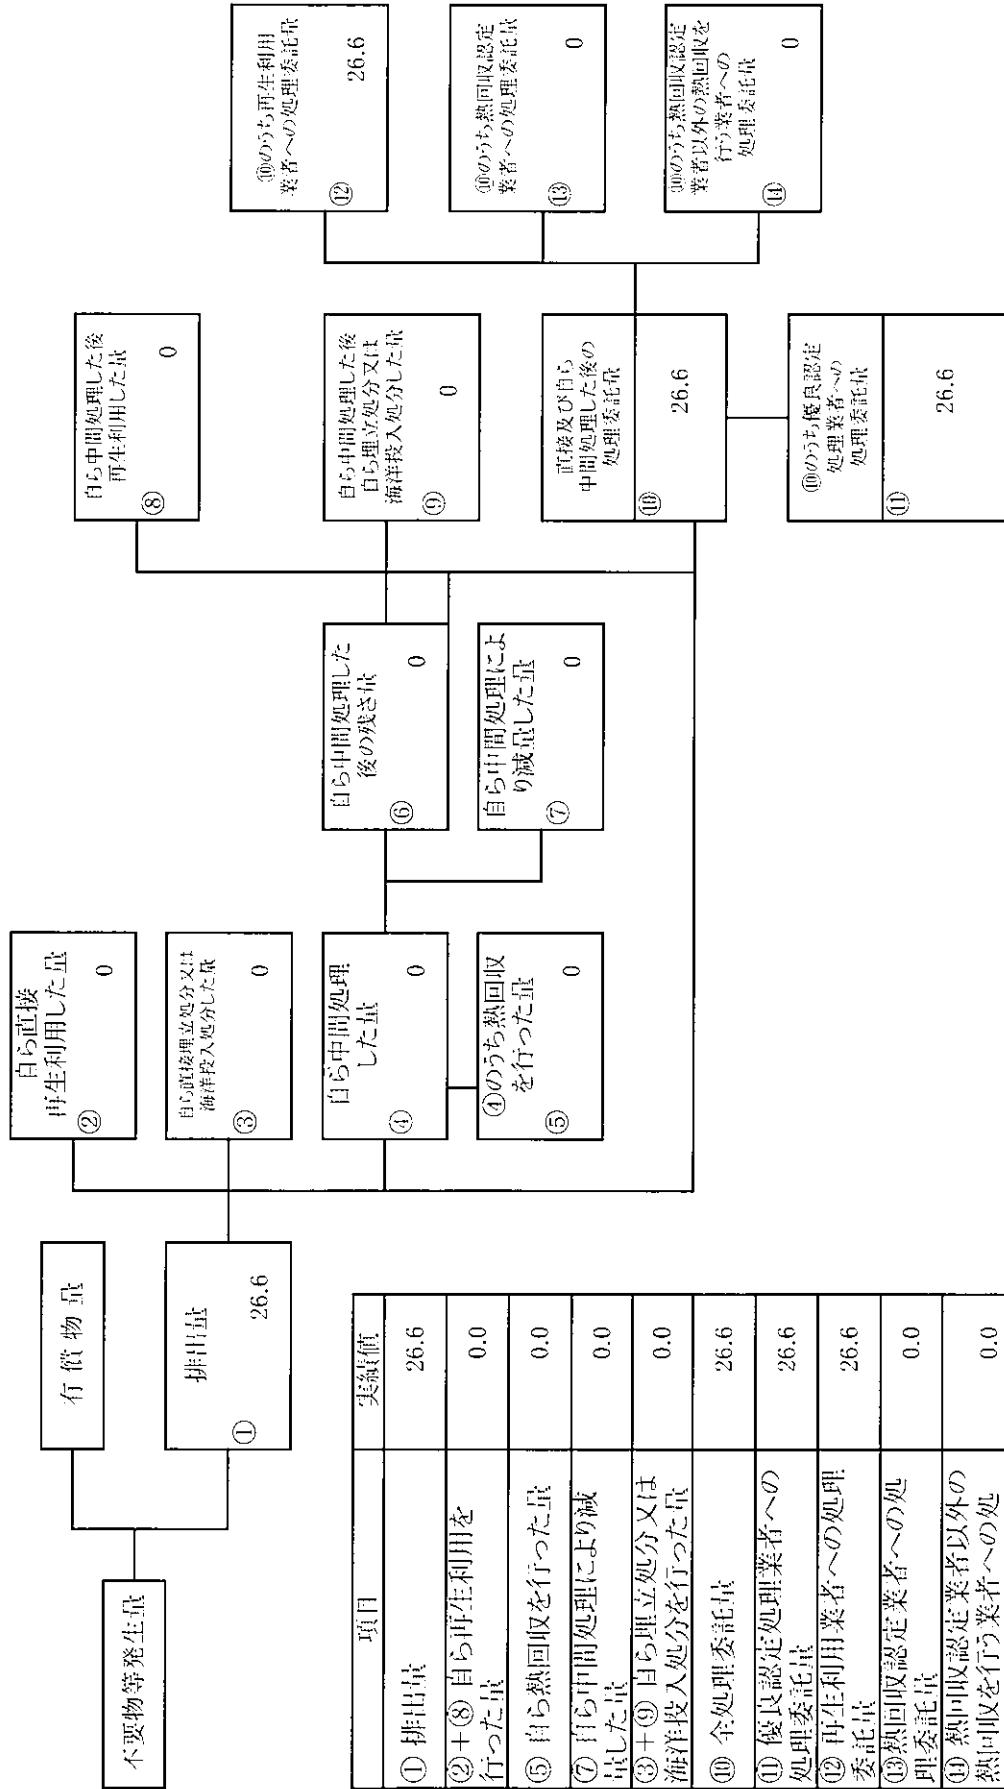 不要物等発生量
有償物量
排出量
①
26.6
自ら直接
再生利用した量
②
0
自ら直接埋立処分又は
海洋投入処分した量
③
0
自ら中間処理
した量
④
0
④のうち熱回収
を行った量
⑤
0
自ら中間処理した
後の残さ量
⑥
0
自ら中間処理によ
り減量した量
⑦
0
自ら中間処理した後
再生利用した量
⑧
0
自ら中間処理した後
自ら埋立処分又は
海洋投入処分した量
⑨
0
直接及び自ら
中間処理した後の
処理委託量
⑩
26.6
⑩のうち優良認定
処理業者への
処理委託量
⑪
26.6
⑩のうち再生利用
業者への処理委託量
⑫
26.6
⑩のうち熱回収認定
業者への処理委託量
⑬
0
⑩のうち熱回収認定
業者以外の熱回収を
行う業者への
処理委託量
⑭
0
項目 実績値
① 排出量 26.6
②+⑧ 自ら再生利用を
行った量 0.0
⑤ 自ら熱回収を行った量 0.0
⑦ 自ら中間処理により減
量した量 0.0
③+⑨ 自ら埋立処分又は
海洋投入処分を行った量 0.0
⑩ 全処理委託量 26.6
⑪ 優良認定処理業者への
処理委託量 26.6
⑫ 再生利用業者への処理
委託量 26.6
⑬熱回収認定業者への処
理委託量 0.0
⑭ 熱回収認定業者以外の
熱回収を行う業者への処 0.0